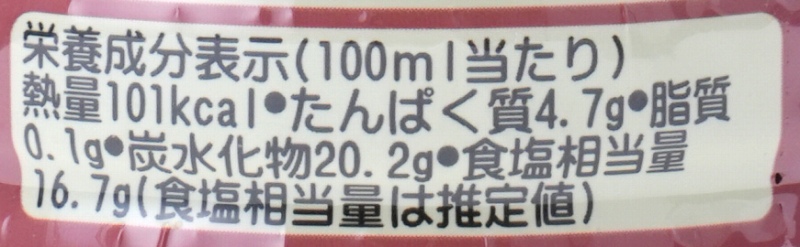 栄養成分表示(100ml当たり)
熱量101kcal●たんぱく質4.7g●脂質
0.1g●炭水化物20.2g●食塩相当量
16.7g(食塩相当量は推定値)